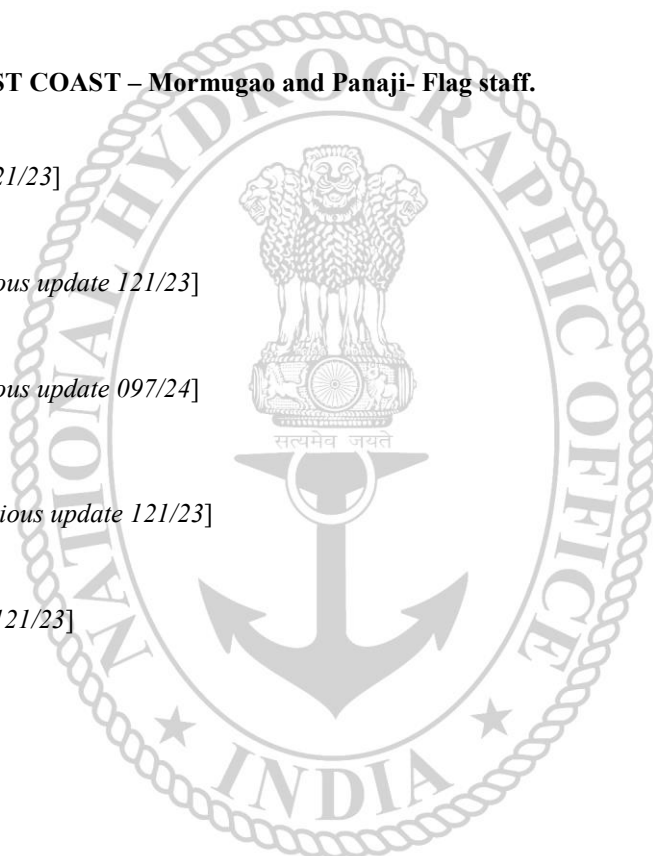 ST COAST – Mormugao and Panaji- Flag staff.
21/23]
ous update 121/23]
ous update 097/24]
सत्यमेव जयते
ious update 121/23]
121/23]
NATIONAL HYDROGRAPHIC OFFICE
INDIA